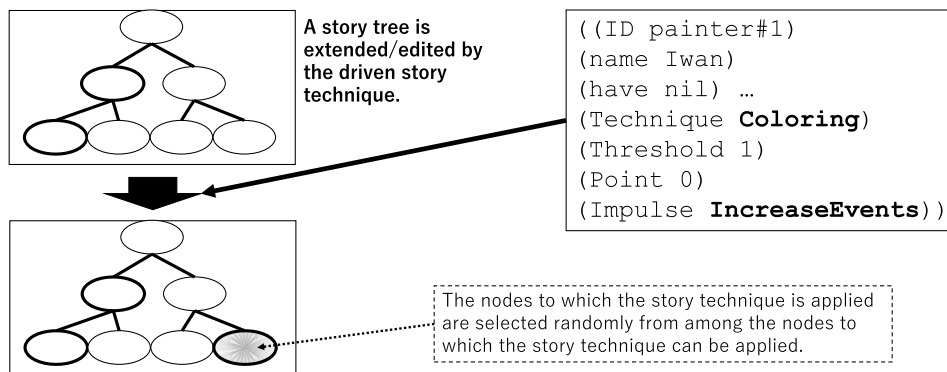 A story tree is
extended/edited by
the driven story
technique.
((ID painter#1)
(name Iwan)
(have nil) …
(Technique Coloring)
(Threshold 1)
(Point 0)
(Impulse IncreaseEvents))
The nodes to which the story technique is applied
are selected randomly from among the nodes to
which the story technique can be applied.